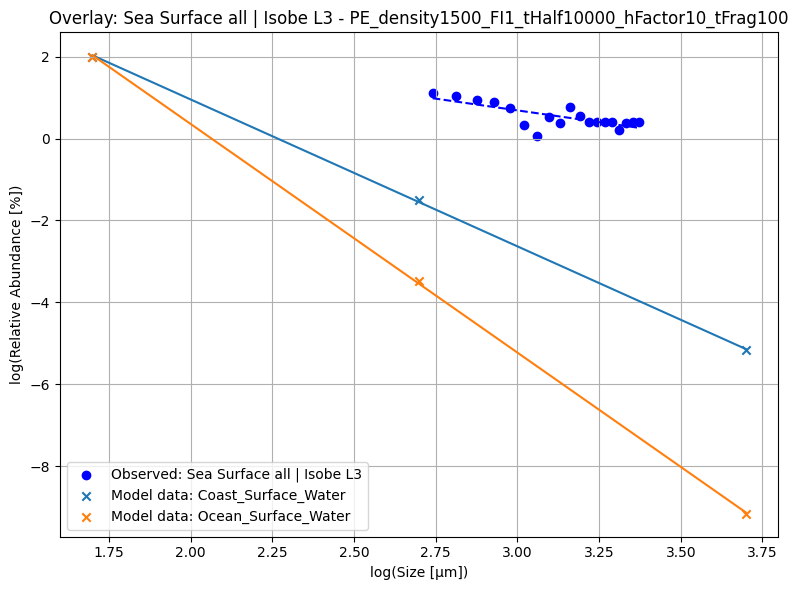 Overlay: Sea Surface all | Isobe L3 - PE_density1500_FI1_tHalf10000_hFactor10_tFrag100
2
0
−2
−4
−6
−8
log(Relative Abundance [%])
Observed: Sea Surface all | Isobe L3
Model data: Coast_Surface_Water
Model data: Ocean_Surface_Water
1.75 2.00 2.25 2.50 2.75 3.00 3.25 3.50 3.75
log(Size [μm])